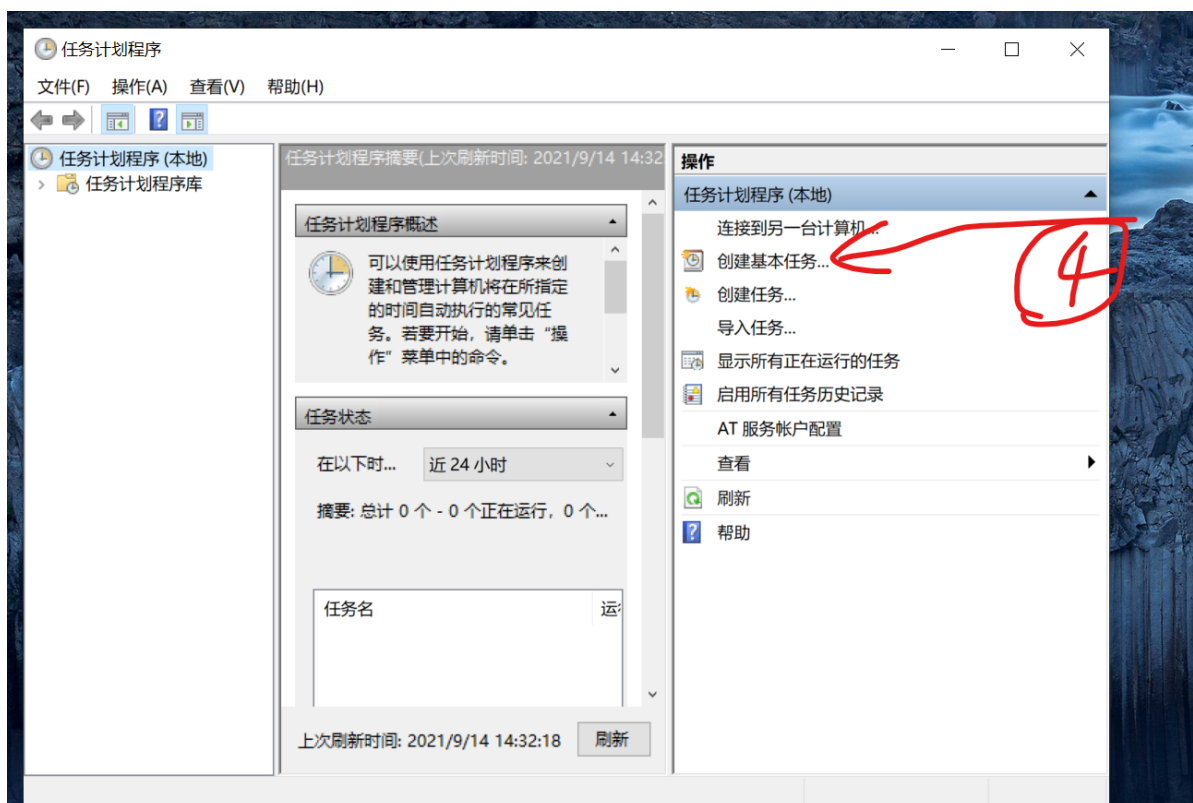 任务计划程序
文件(F) 操作(A) 查看(V) 帮助(H)
任务计划程序 (本地)
任务计划程序库
任务计划程序摘要(上次刷新时间: 2021/9/14 14:32
任务计划程序概述
可以使用任务计划程序来创
建和管理计算机将在所指定
的时间自动执行的常见任
务。若要开始，请单击“操
作”菜单中的命令。
任务状态
在以下时... 近 24 小时
摘要: 总计 0 个 - 0 个正在运行，0 个...
任务名 运
上次刷新时间: 2021/9/14 14:32:18 刷新
操作
任务计划程序 (本地)
连接到另一台计算机...
创建基本任务...
创建任务...
导入任务...
显示所有正在运行的任务
启用所有任务历史记录
AT 服务帐户配置
查看
刷新
帮助
4